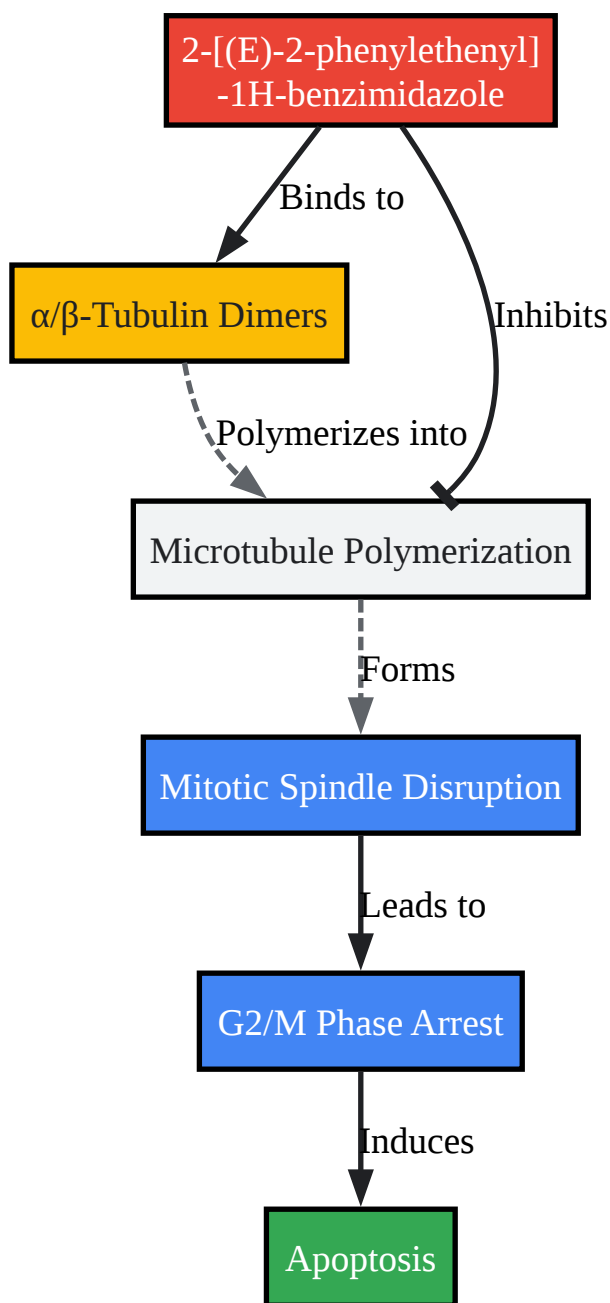 2-[(E)-2-phenylethenyl]
-1H-benzimidazole
Binds to
α/β-Tubulin Dimers
Inhibits
Polymerizes into
Microtubule Polymerization
Forms
Mitotic Spindle Disruption
Leads to
G2/M Phase Arrest
Induces
Apoptosis